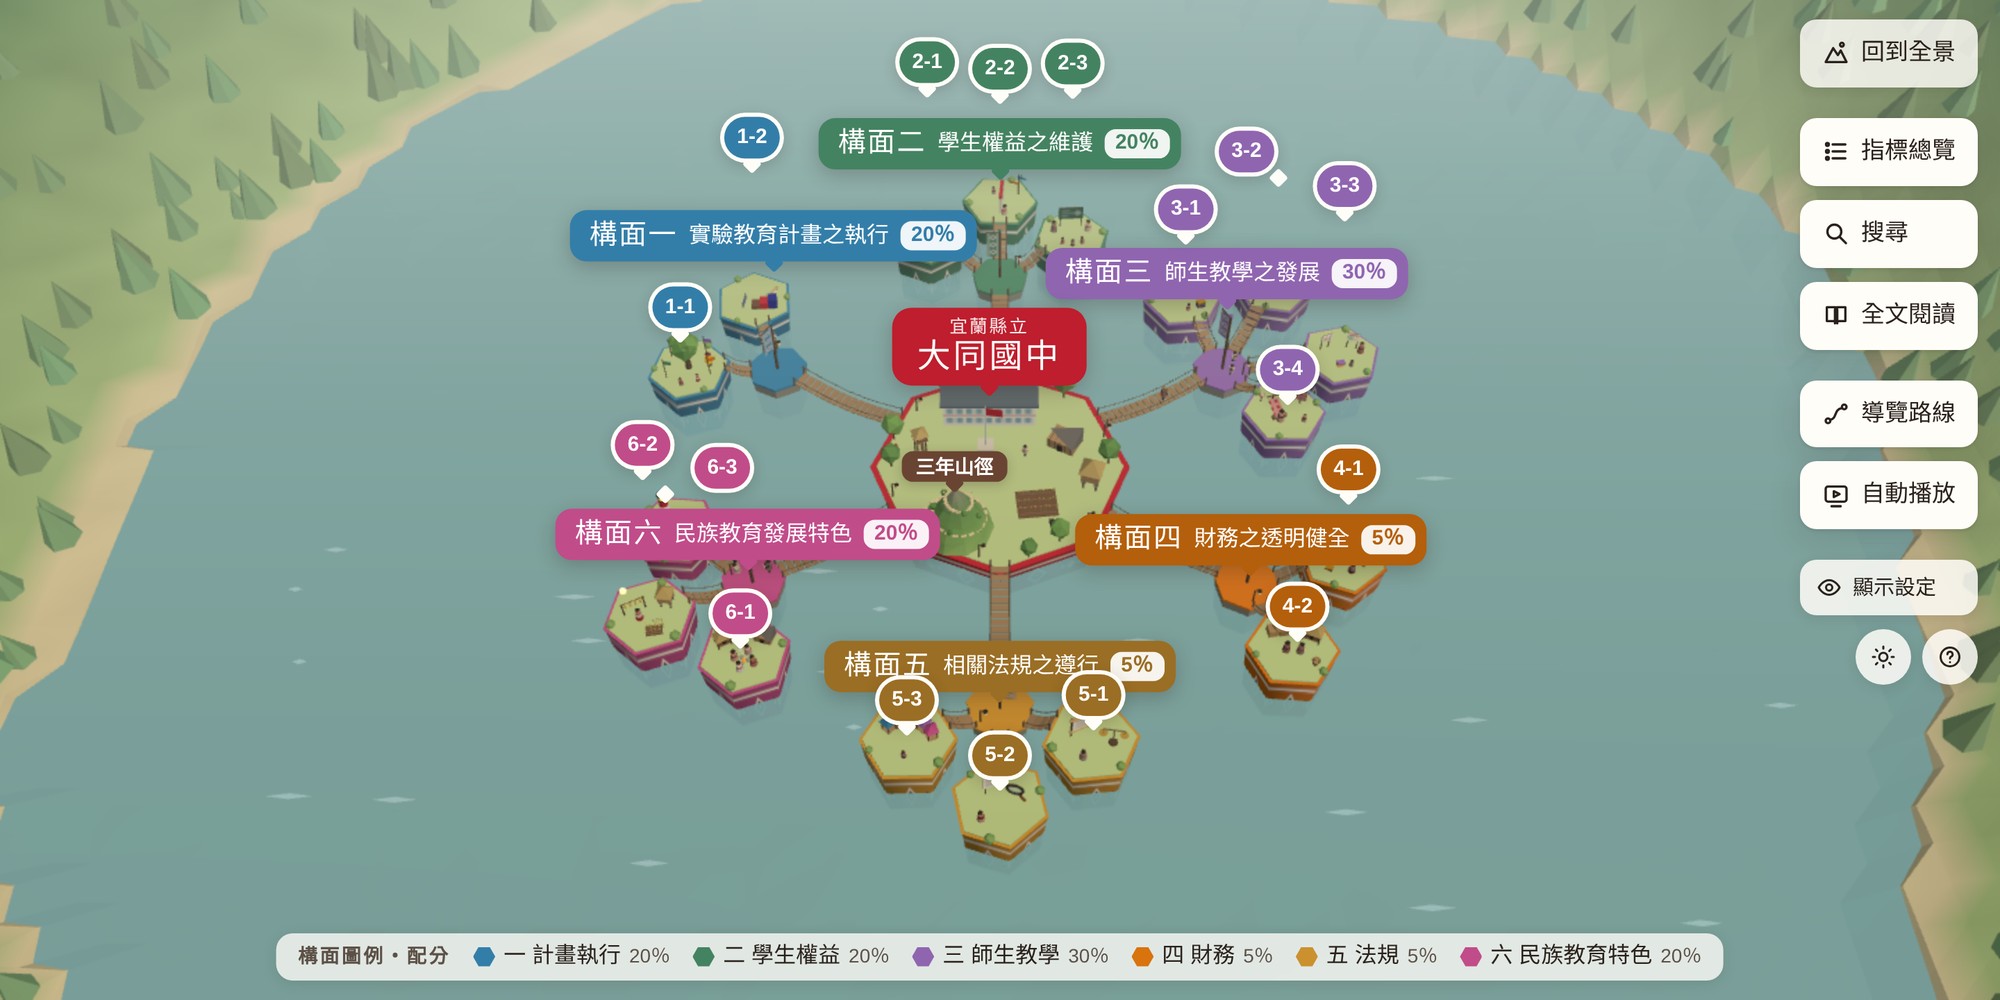 2-1
2-2
2-3
1-2
構面二 學生權益之維護 20%
3-2
3-3
3-1
構面一 實驗教育計畫之執行 20%
構面三 師生教學之發展 30%
1-1
宜蘭縣立
大同國中
3-4
6-2
6-3
三年山徑
4-1
構面六 民族教育發展特色 20%
構面四 財務之透明健全 5%
6-1
4-2
構面五 相關法規之遵行 5%
5-3
5-1
5-2
回到全景
指標總覽
搜尋
全文閱讀
導覽路線
自動播放
顯示設定
構面圖例・配分 一 計畫執行 20% 二 學生權益 20% 三 師生教學 30% 四 財務 5% 五 法規 5% 六 民族教育特色 20%